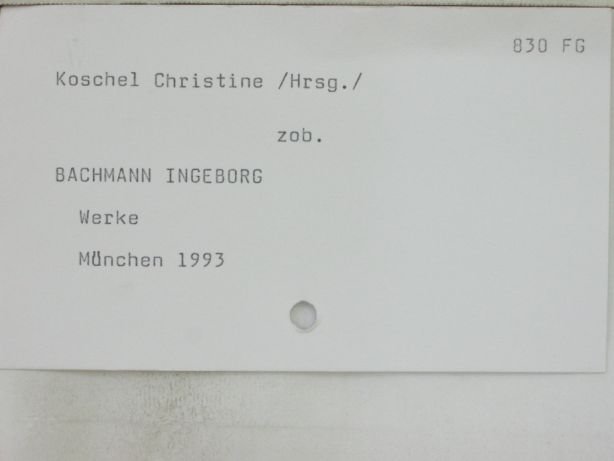 830 FG
Koschel Christine /Hrsg./
zob.
BACHMANN INGEBORG
Werke
München 1993